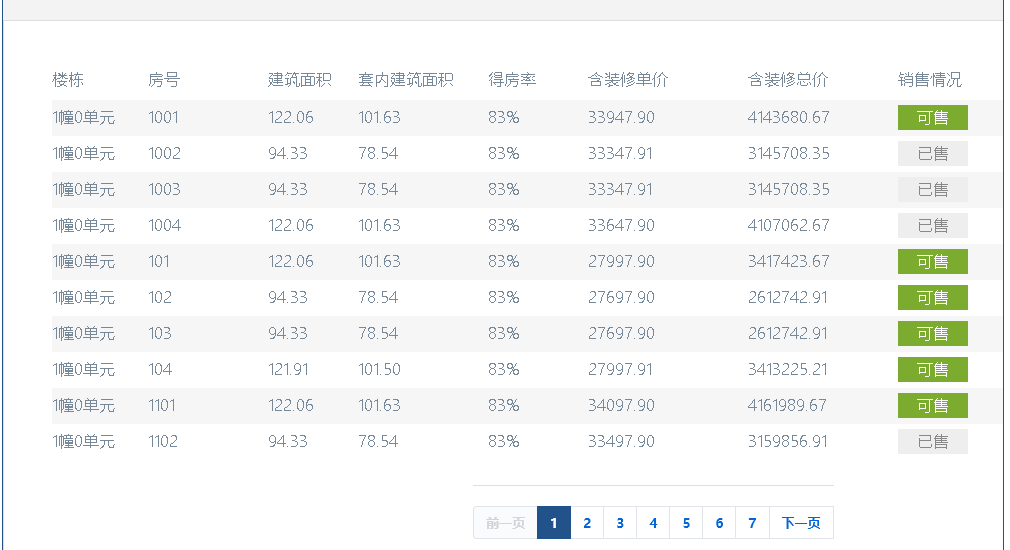 楼栋 房号 建筑面积 套内建筑面积 得房率 含装修单价 含装修总价 销售情况
1幢0单元 1001 122.06 101.63 83% 33947.90 4143680.67 可售
1幢0单元 1002 94.33 78.54 83% 33347.91 3145708.35 已售
1幢0单元 1003 94.33 78.54 83% 33347.91 3145708.35 已售
1幢0单元 1004 122.06 101.63 83% 33647.90 4107062.67 已售
1幢0单元 101 122.06 101.63 83% 27997.90 3417423.67 可售
1幢0单元 102 94.33 78.54 83% 27697.90 2612742.91 可售
1幢0单元 103 94.33 78.54 83% 27697.90 2612742.91 可售
1幢0单元 104 121.91 101.50 83% 27997.91 3413225.21 可售
1幢0单元 1101 122.06 101.63 83% 34097.90 4161989.67 可售
1幢0单元 1102 94.33 78.54 83% 33497.90 3159856.91 已售
前一页 1 2 3 4 5 6 7 下一页